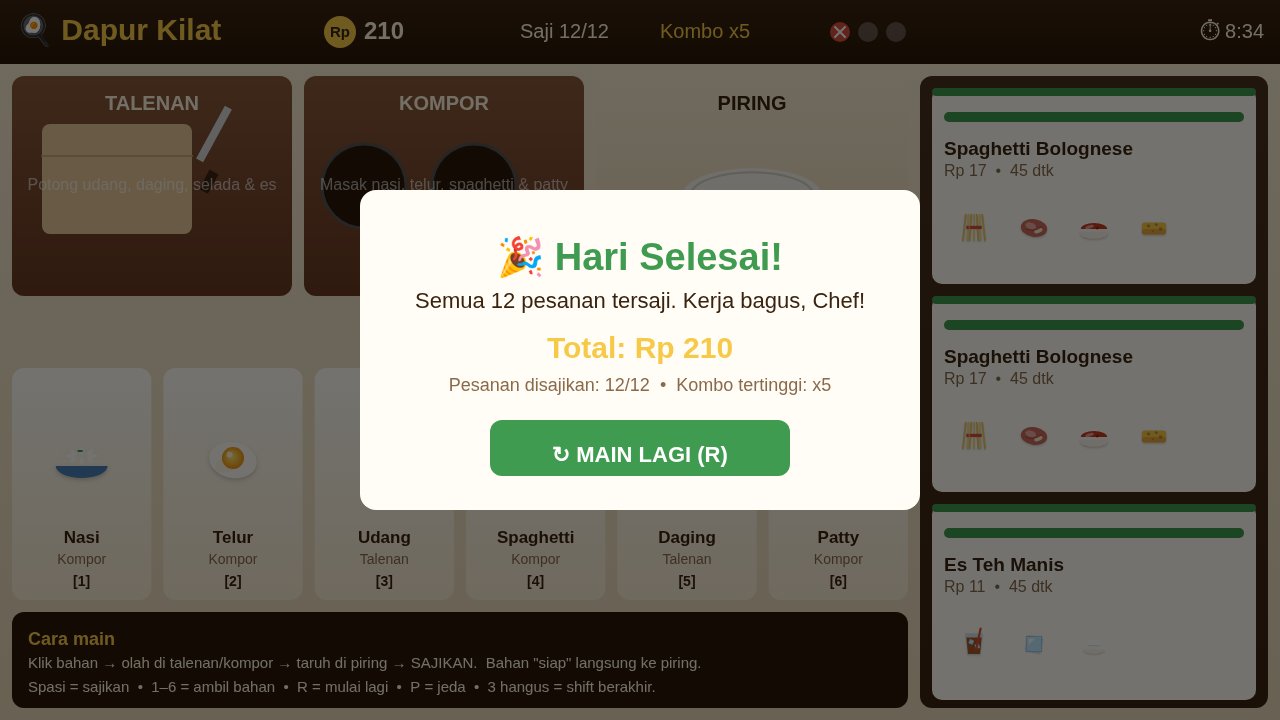 Dapur Kilat
Rp 210
Saji 12/12
Kombo x5
8:34
TALENAN
Potong udang, daging, selada & es
KOMPOR
Masak nasi, telur, spaghetti & patty
PIRING
🎉 Hari Selesai!
Semua 12 pesanan tersaji. Kerja bagus, Chef!
Total: Rp 210
Pesanan disajikan: 12/12 • Kombo tertinggi: x5
↻ MAIN LAGI (R)
Nasi
Kompor
[1]
Telur
Kompor
[2]
Udang
Talenan
[3]
Spaghetti
Kompor
[4]
Daging
Talenan
[5]
Patty
Kompor
[6]
Cara main
Klik bahan → olah di talenan/kompor → taruh di piring → SAJIKAN. Bahan "siap" langsung ke piring.
Spasi = sajikan • 1–6 = ambil bahan • R = mulai lagi • P = jeda • 3 hangus = shift berakhir.
Spaghetti Bolognese
Rp 17 • 45 dtk
Spaghetti Bolognese
Rp 17 • 45 dtk
Es Teh Manis
Rp 11 • 45 dtk